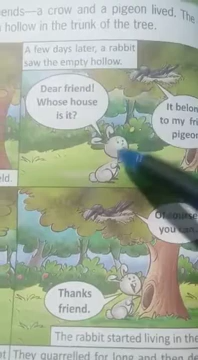 ends—a crow and a pigeon lived. The
hollow in the trunk of the tree.
A few days later, a rabbit
saw the empty hollow.
Dear friend!
Whose house
is it?
It belon
to my fri
pigeo
eld.
Of course
you can
Thanks
friend.
The rabbit started living in the
They quarrelled for long and then de